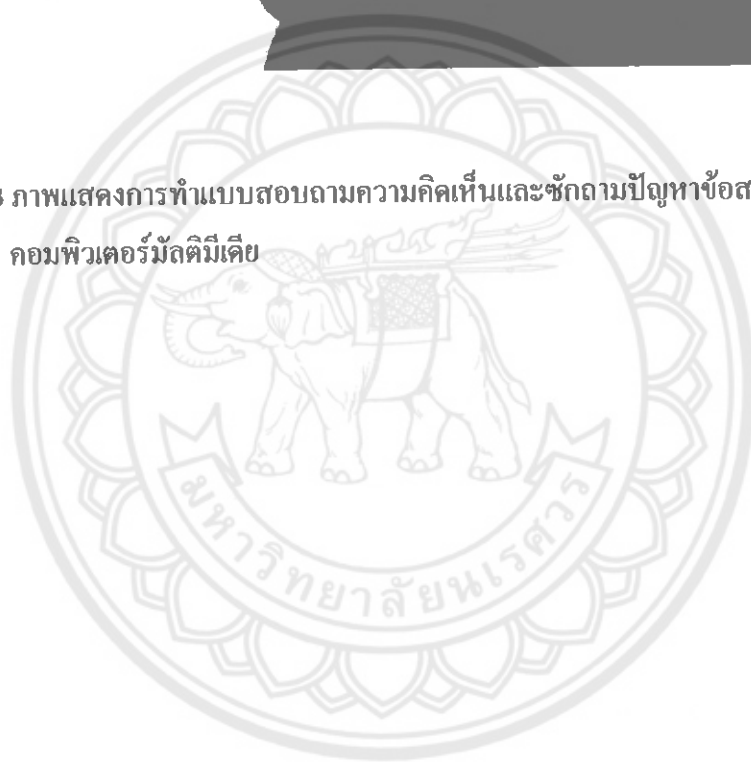 ภาพแสดงการทำแบบสอบถามความคิดเห็นและซักถามปัญหาข้อส
คอมพิวเตอร์มัลติมีเดีย
มหาวิทยาลัยนเรศวร